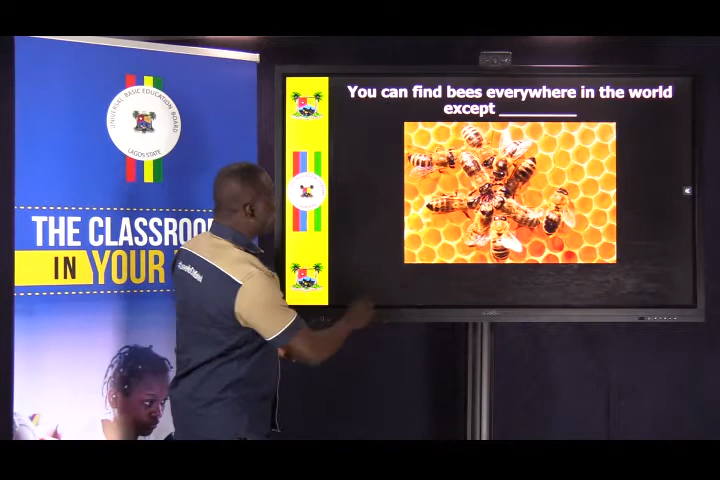 You can find bees everywhere in the world
except ________
UNIVERSAL BASIC EDUCATION BOARD
LAGOS STATE
THE CLASSROO
IN YOUR